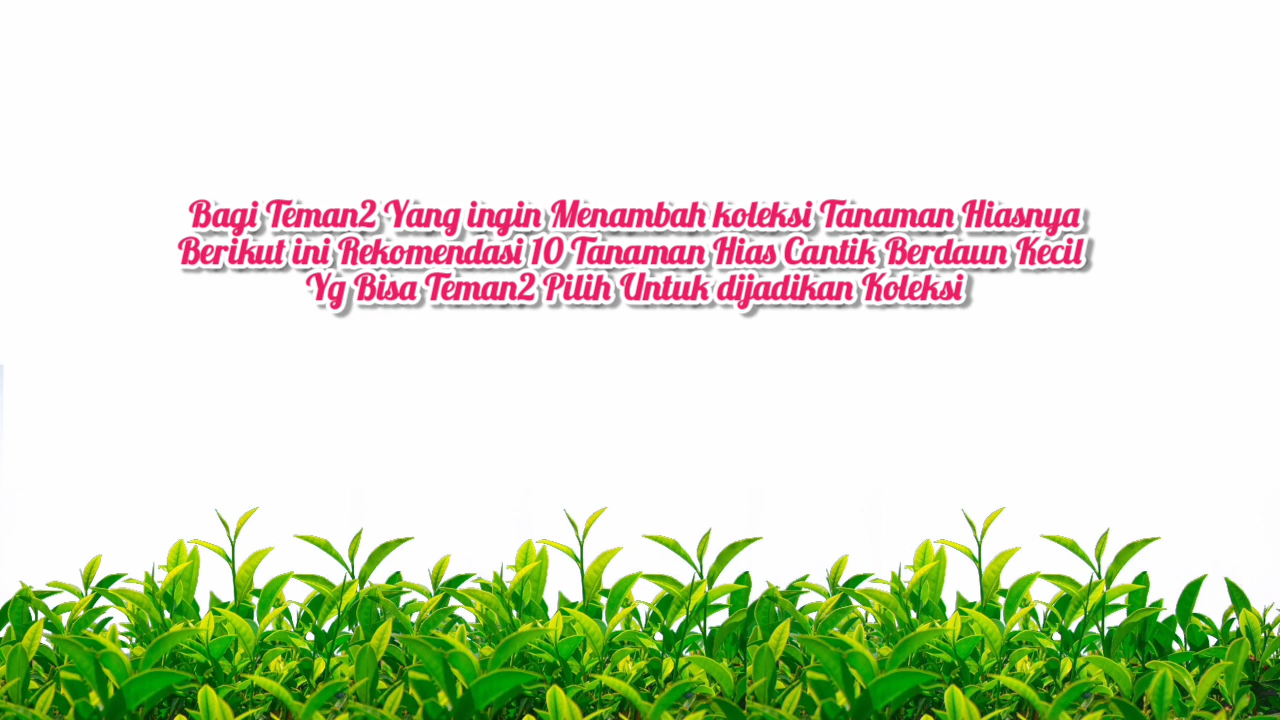 Bagi Teman2 Yang ingin Menambah koleksi Tanaman Hiasnya
Berikut ini Rekomendasi 10 Tanaman Hias Cantik Berdaun Kecil
Yg Bisa Teman2 Pilih Untuk dijadikan Koleksi